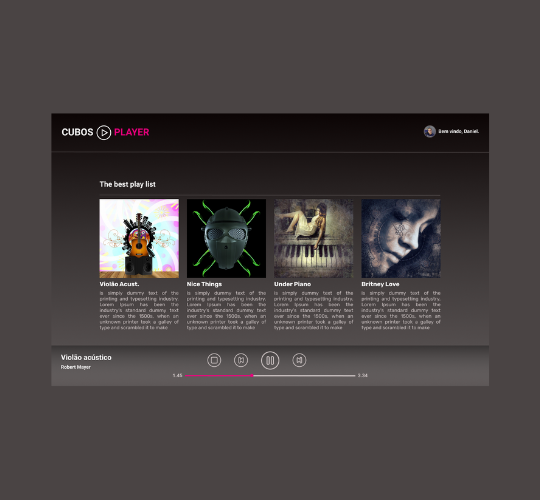 CUBOS PLAYER
Bem vindo, Daniel.
The best play list
Violão Acust.
is simply dummy text of the
printing and typesetting industry.
Lorem Ipsum has been the
industry's standard dummy text
ever since the 1500s, when an
unknown printer took a galley of
type and scrambled it to make
Nice Things
is simply dummy text of the
printing and typesetting industry.
Lorem Ipsum has been the
industry's standard dummy text
ever since the 1500s, when an
unknown printer took a galley of
type and scrambled it to make
Under Piano
is simply dummy text of the
printing and typesetting industry.
Lorem Ipsum has been the
industry's standard dummy text
ever since the 1500s, when an
unknown printer took a galley of
type and scrambled it to make
Britney Love
is simply dummy text of the
printing and typesetting industry.
Lorem Ipsum has been the
industry's standard dummy text
ever since the 1500s, when an
unknown printer took a galley of
type and scrambled it to make
Violão acústico
Robert Mayer
1:45
3:34